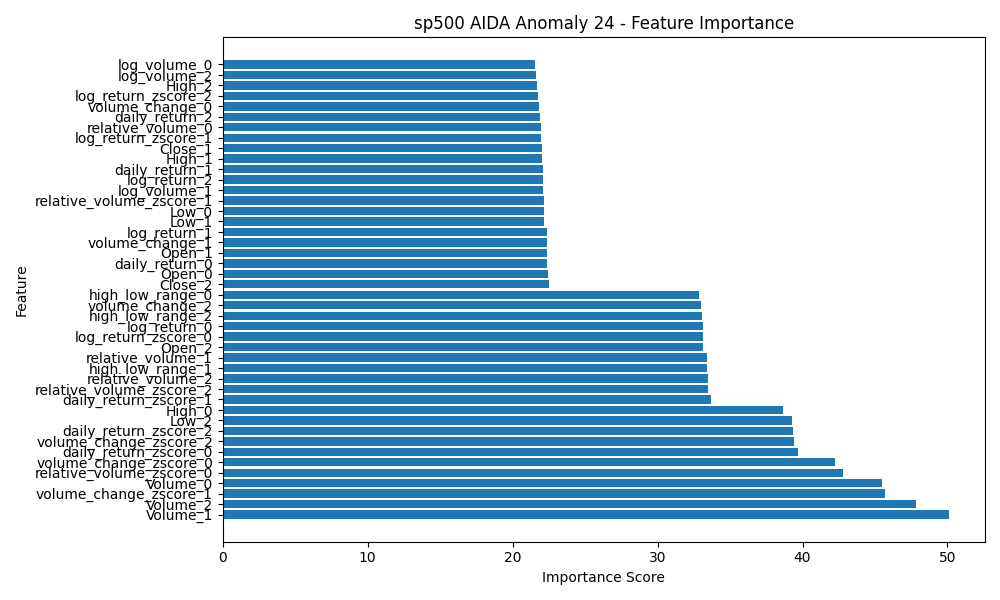 sp500 AIDA Anomaly 24 - Feature Importance
log_volume_0
log_volume_2
High_2
log_return_zscore_2
volume_change_0
daily_return_2
relative_volume_0
log_return_zscore_1
Close_1
High_1
daily_return_1
log_return_2
log_volume_1
relative_volume_zscore_1
Low_0
Low_1
log_return_1
volume_change_1
Open_1
daily_return_0
Open_0
Close_2
high_low_range_0
volume_change_2
high_low_range_2
log_return_0
log_return_zscore_0
Open_2
relative_volume_1
high_low_range_1
relative_volume_2
relative_volume_zscore_2
daily_return_zscore_1
High_0
Low_2
daily_return_zscore_2
volume_change_zscore_2
daily_return_zscore_0
volume_change_zscore_0
relative_volume_zscore_0
Volume_0
volume_change_zscore_1
Volume_2
Volume_1
Feature
0 10 20 30 40 50
Importance Score